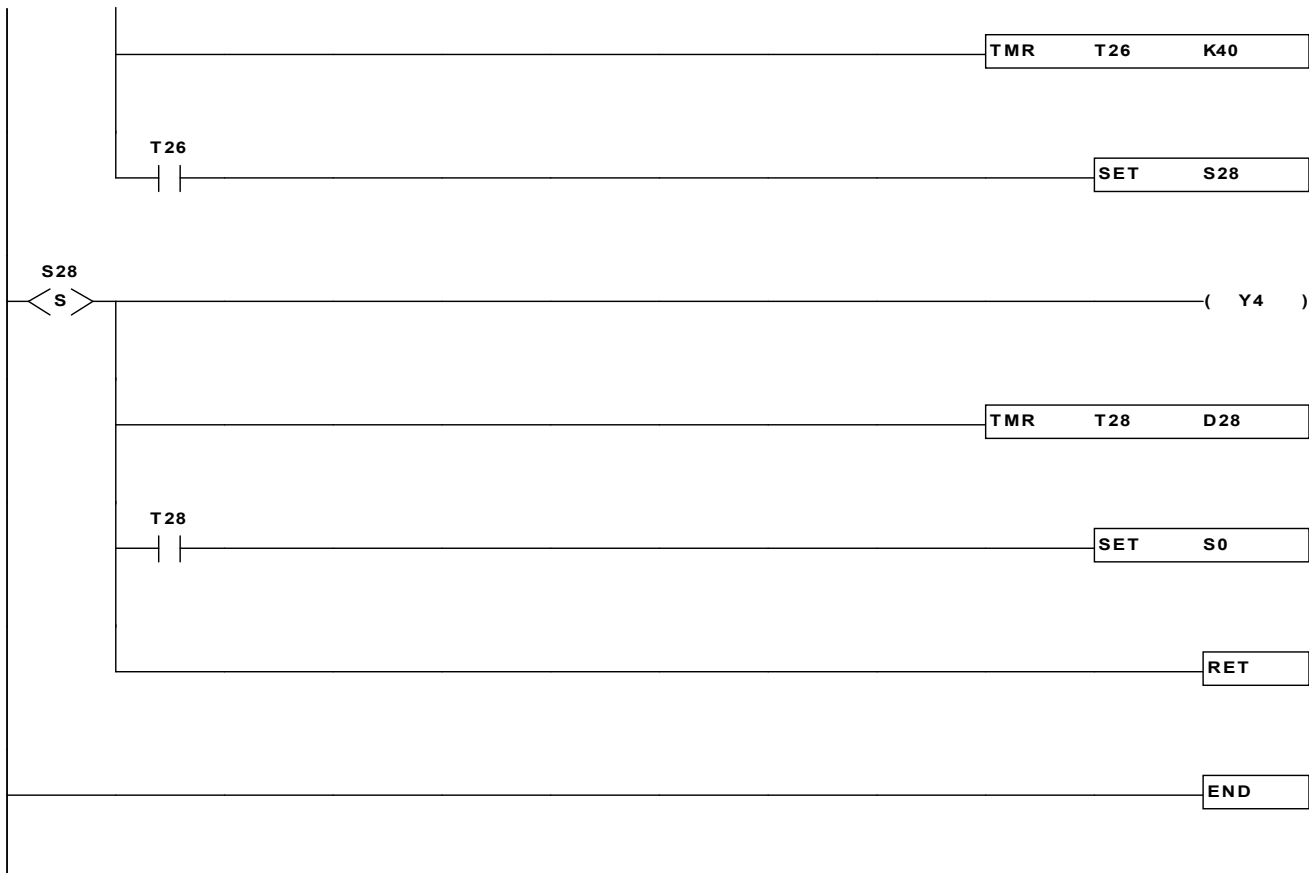 TMR T26 K40
T26
SET S28
S28
S
( Y4 )
TMR T28 D28
T28
SET S0
RET
END